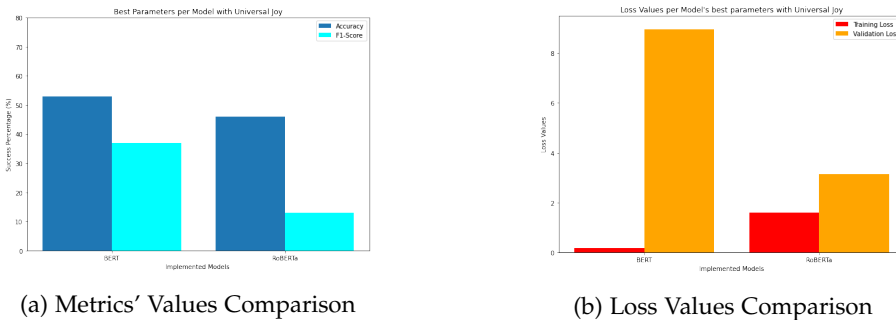 Best Parameters per Model with Universal Joy
Accuracy
F1-Score
Success Percentage (%)
80
70
60
50
40
30
20
10
0
BERT
RoBERTa
Implemented Models
(a) Metrics' Values Comparison
Loss Values per Model's best parameters with Universal Joy
Training Loss
Validation Loss
Loss Values
8
6
4
2
0
BERT
RoBERTa
Implemented Models
(b) Loss Values Comparison